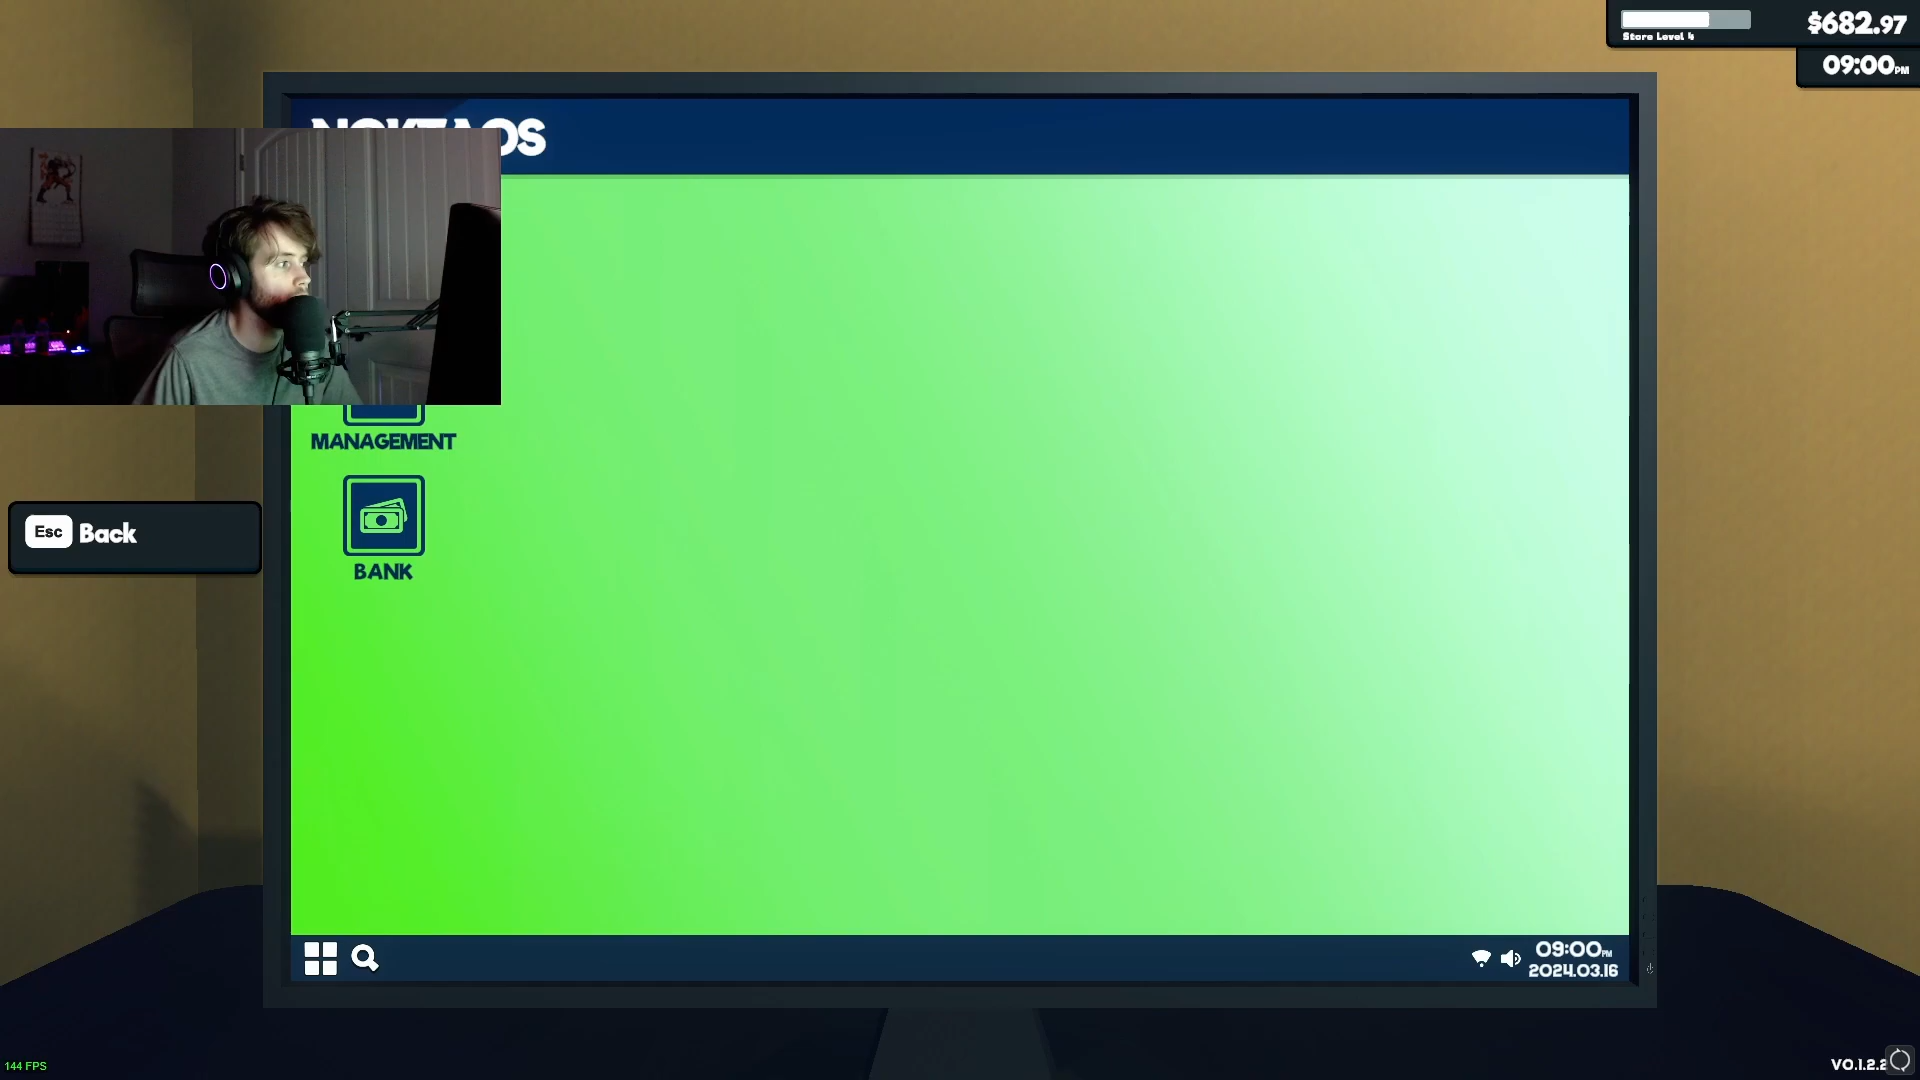 $682.97
Store Level 4
09:00PM
MANAGEMENT
BANK
Esc Back
09:00PM
2024.03.16
144 FPS
V0.1.2.2